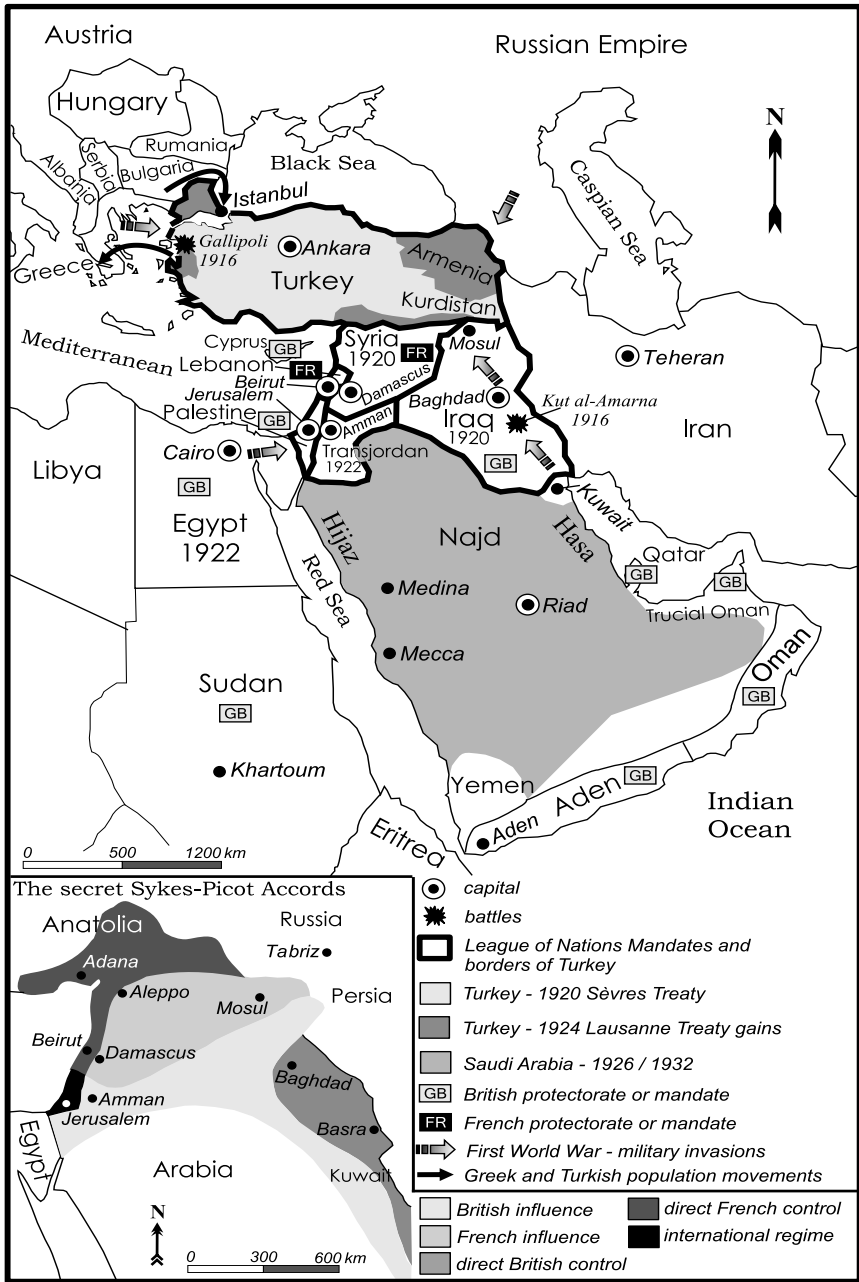 Austria
Russian Empire
Hungary
Rumania
Serbia
Albania
Bulgaria
Black Sea
Caspian Sea
N
Istanbul
Gallipoli
1916
Ankara
Armenia
Greece
Turkey
Kurdistan
Mediterranean
Cyprus
GB
Syria
1920
FR
Mosul
Teheran
Lebanon
FR
Beirut
Damascus
Jerusalem
Baghdad
Kut al-Amarna
1916
Palestine
GB
Amman
Iraq
1920
GB
Iran
Libya
Cairo
Transjordan
1922
GB
Egypt
1922
Kuwait
Hijaz
Najd
Hasa
Qatar
GB
GB
Red Sea
Medina
Riad
Trucial Oman
Mecca
Oman
GB
Sudan
GB
Khartoum
Yemen
Aden
GB
Aden
Indian
Ocean
Eritrea
0 500 1200 km
The secret Sykes-Picot Accords
Anatolia
Russia
Adana
Tabriz
Aleppo
Mosul
Persia
Beirut
Damascus
Baghdad
Amman
Jerusalem
Basra
Egypt
Arabia
Kuwait
N
0 300 600 km
capital
battles
League of Nations Mandates and
borders of Turkey
Turkey - 1920 Sèvres Treaty
Turkey - 1924 Lausanne Treaty gains
Saudi Arabia - 1926 / 1932
GB British protectorate or mandate
FR French protectorate or mandate
First World War - military invasions
Greek and Turkish population movements
British influence
direct French control
French influence
international regime
direct British control